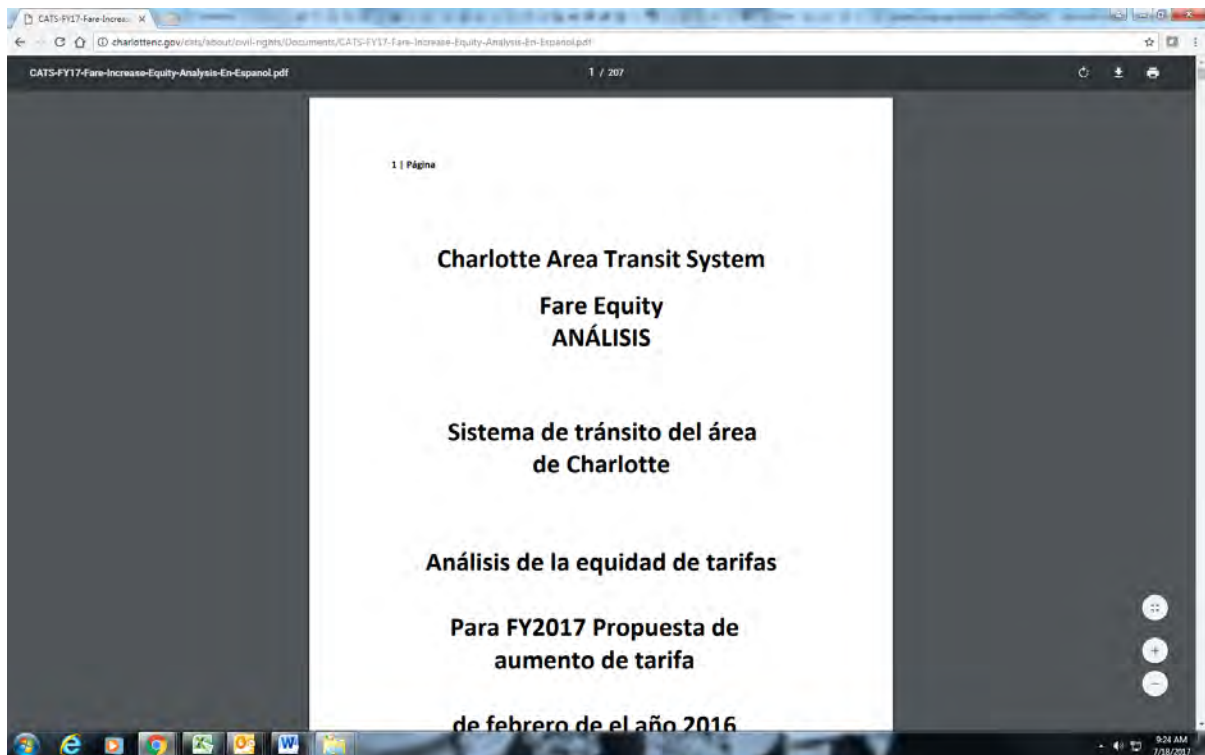 CATS-FY17-Fare-Increa
charlottenc.gov/cats/about/civil-rights/Documents/CATS-FY17-Fare-Increase-Equity-Analysis-En-Espanol.pdf
CATS-FY17-Fare-Increase-Equity-Analysis-En-Espanol.pdf
1 / 207
1 | Página
Charlotte Area Transit System
Fare Equity
ANÁLISIS
Sistema de tránsito del área
de Charlotte
Análisis de la equidad de tarifas
Para FY2017 Propuesta de
aumento de tarifa
de febrero de el año 2016
9:24 AM
7/18/2017